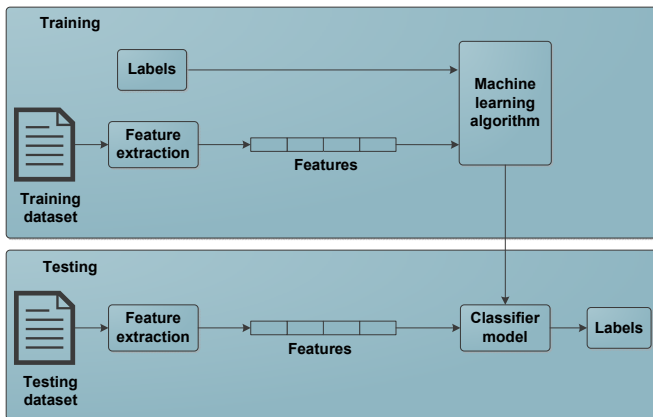 Training
Labels
Machine
learning
algorithm
Feature
extraction
Features
Training
dataset
Testing
Feature
extraction
Features
Classifier
model
Labels
Testing
dataset